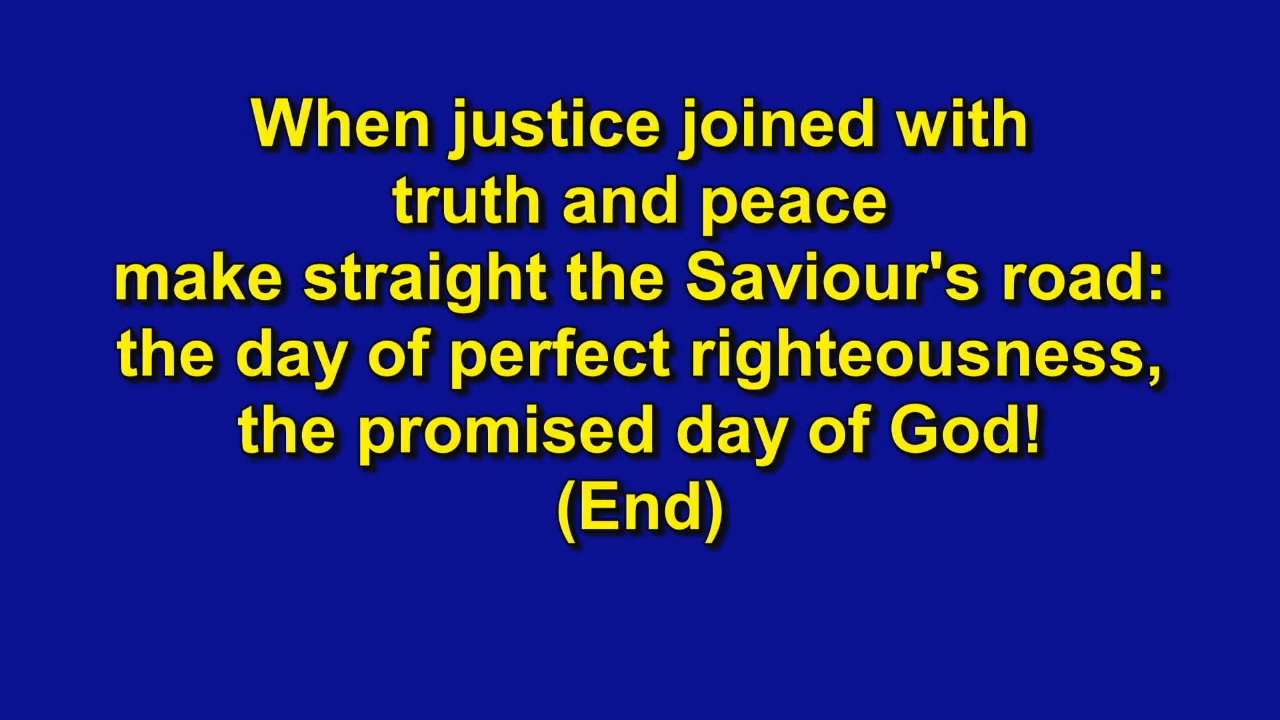 When justice joined with
truth and peace
make straight the Saviour's road:
the day of perfect righteousness,
the promised day of God!
(End)